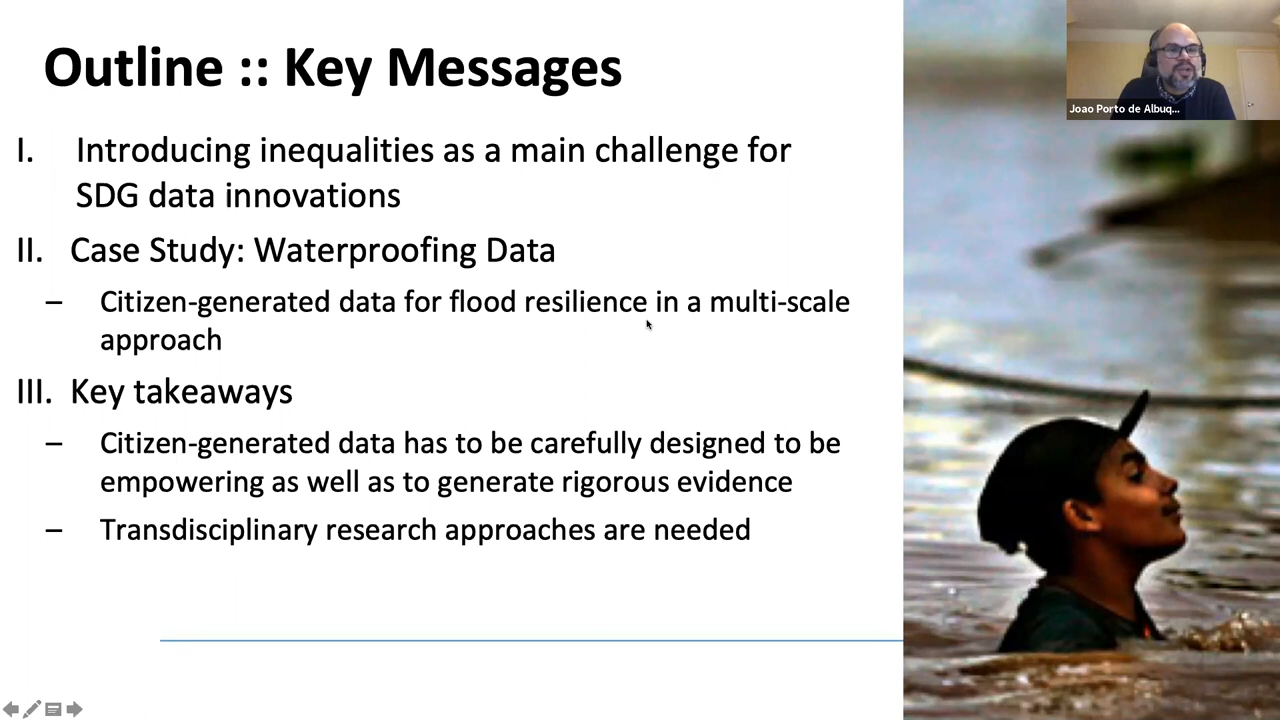 Outline :: Key Messages
Joao Porto de Albuq...
I. Introducing inequalities as a main challenge for
SDG data innovations
II. Case Study: Waterproofing Data
– Citizen-generated data for flood resilience in a multi-scale
approach
III. Key takeaways
– Citizen-generated data has to be carefully designed to be
empowering as well as to generate rigorous evidence
– Transdisciplinary research approaches are needed